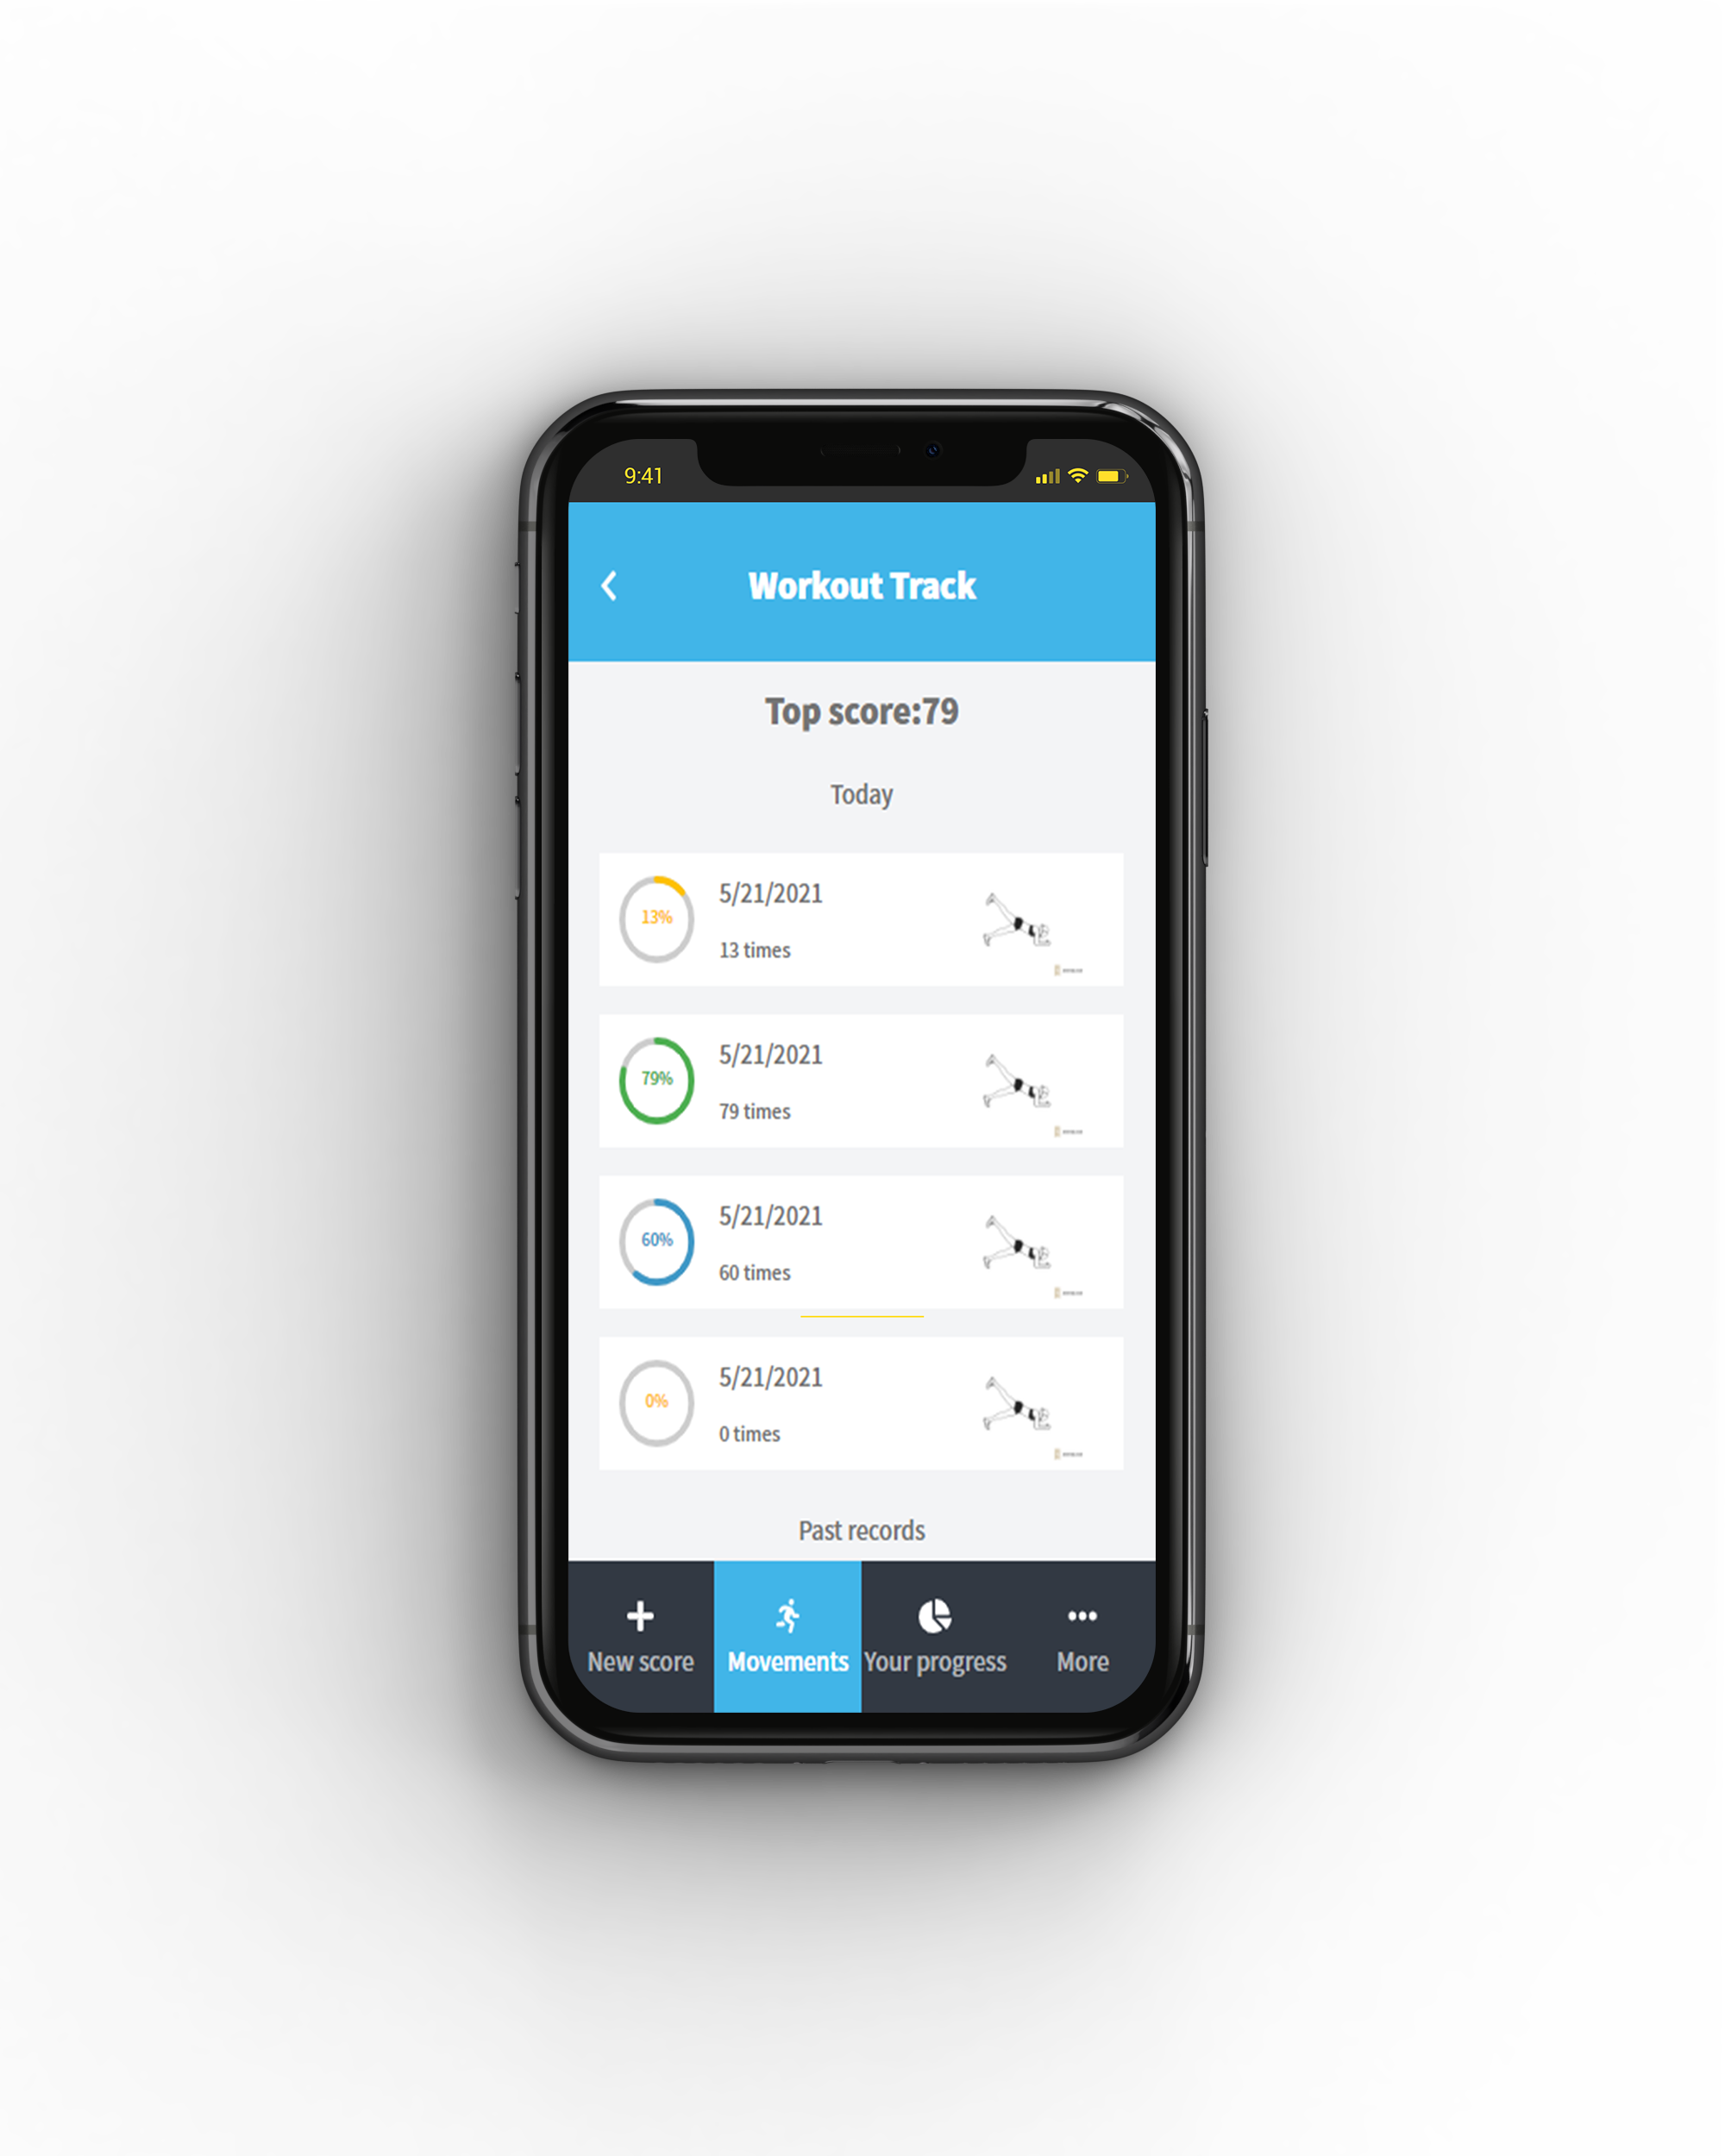 9:41
Workout Track
Top score:79
Today
13%
5/21/2021
13 times
79%
5/21/2021
79 times
60%
5/21/2021
60 times
0%
5/21/2021
0 times
Past records
New score
Movements
Your progress
More